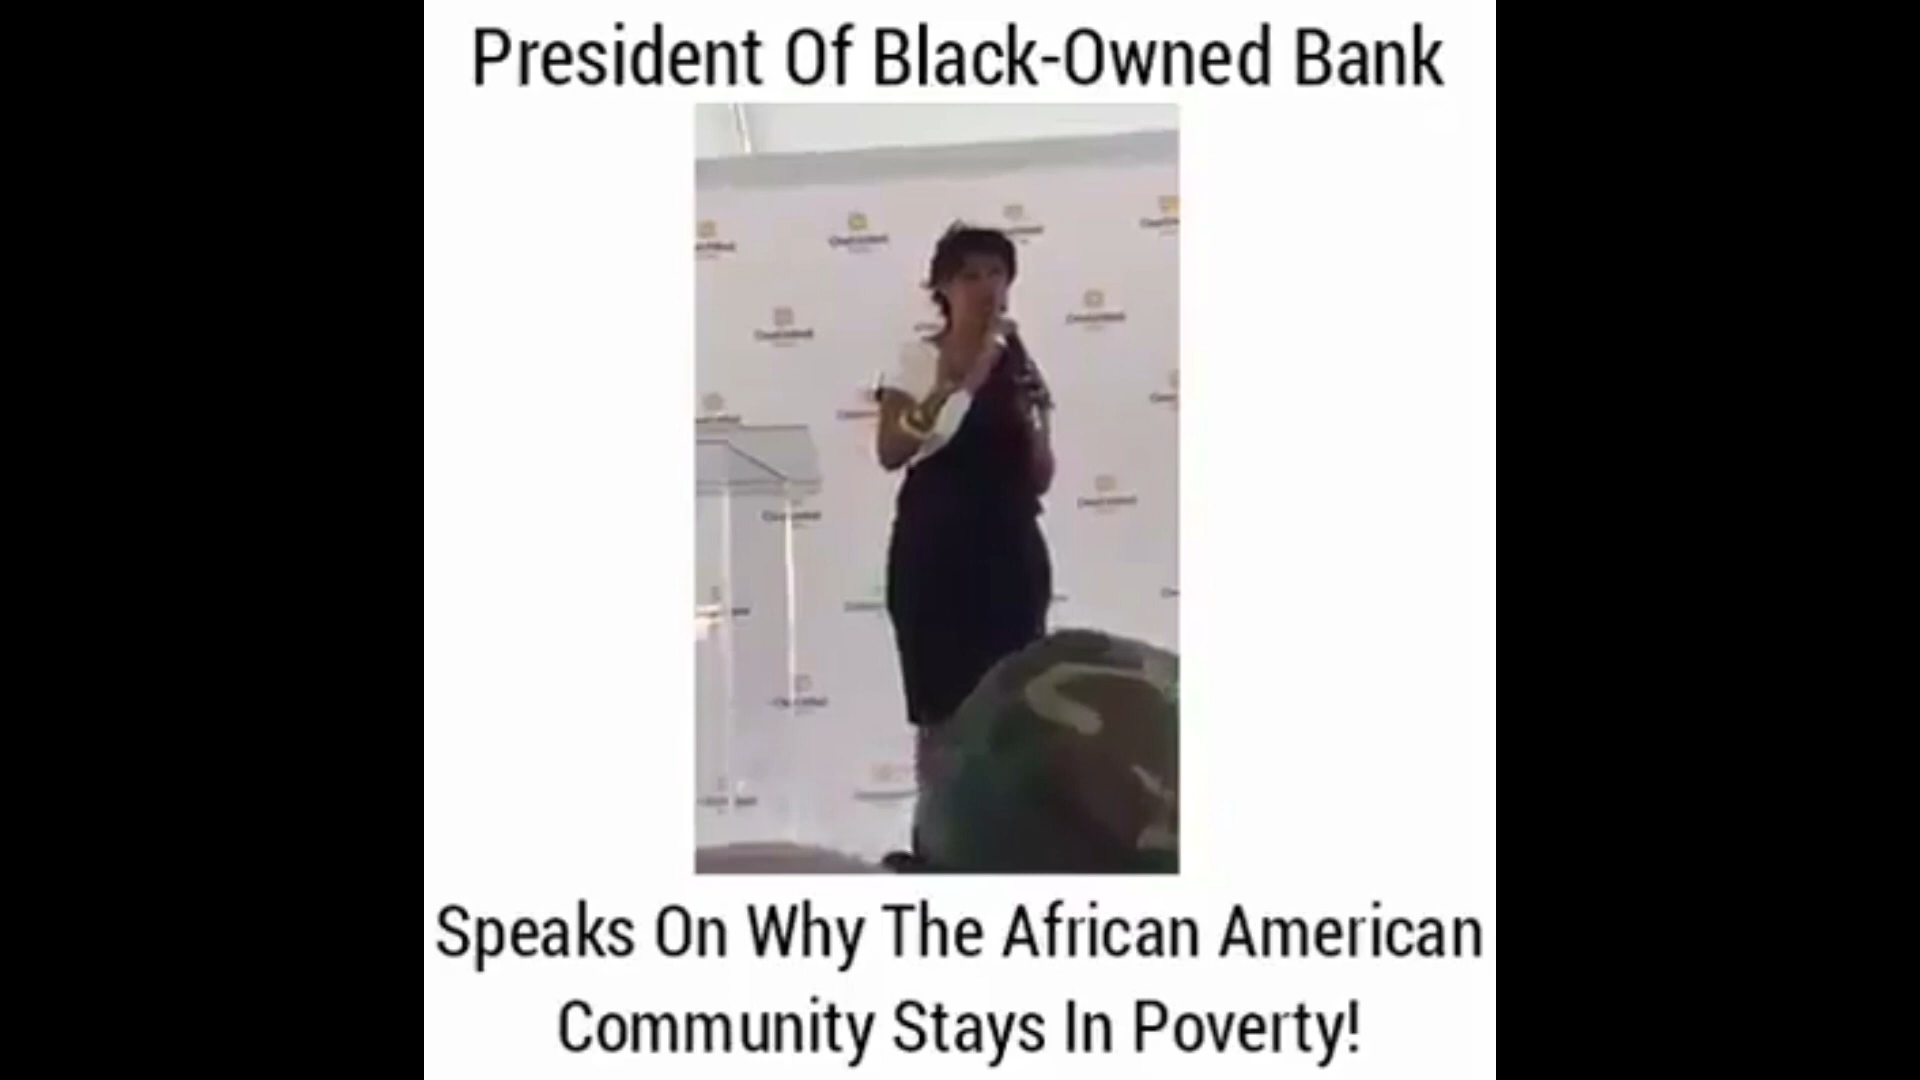 President Of Black-Owned Bank
Speaks On Why The African American
Community Stays In Poverty!